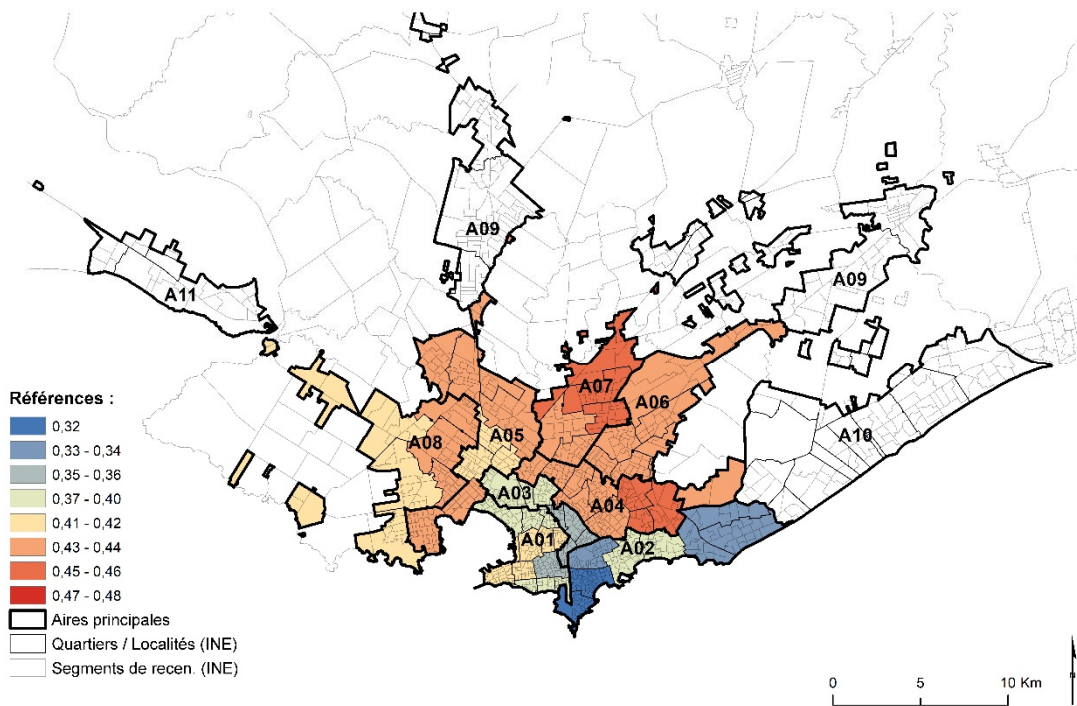 A09
A09
A11
A07
A06
A08
A05
A10
A03
A04
A01
A02
Références :
0,32
0,33 - 0,34
0,35 - 0,36
0,37 - 0,40
0,41 - 0,42
0,43 - 0,44
0,45 - 0,46
0,47 - 0,48
Aires principales
Quartiers / Localités (INE)
Segments de recen. (INE)
0 5 10 Km